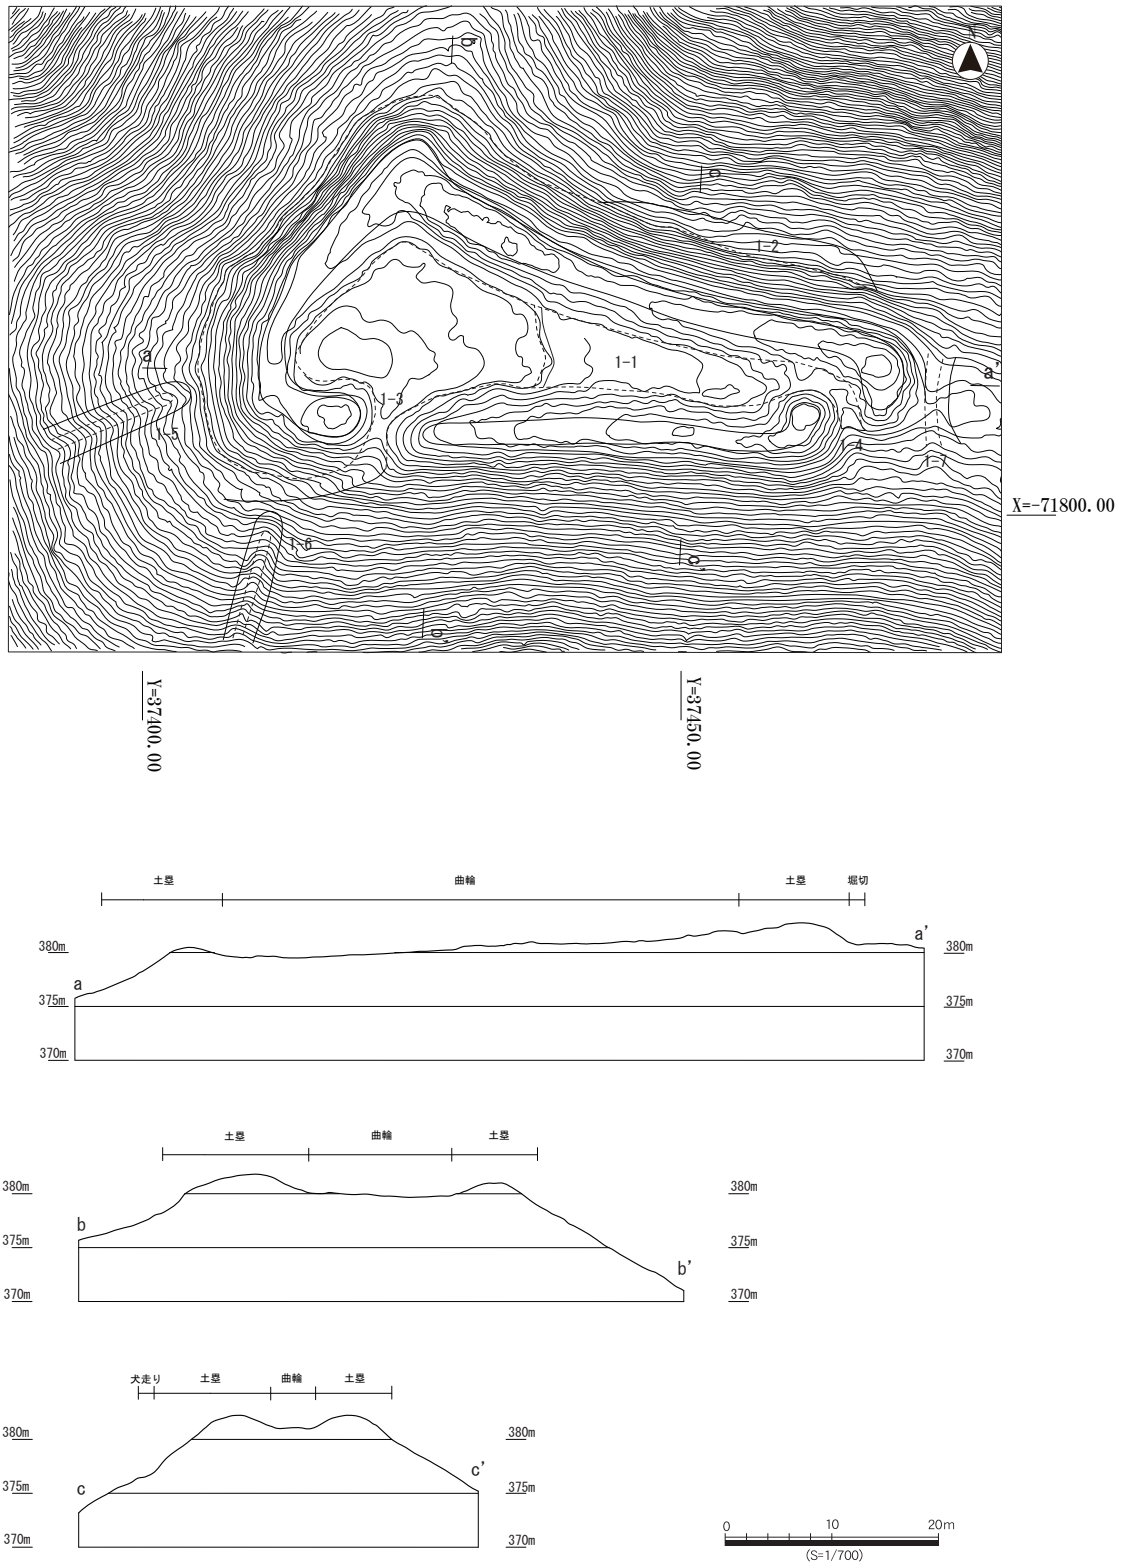 N
b
c
1-2
a
1-1
a'
1-3
1-5
1-4
1-7
X=-71800.00
1-6
c'
b'
Y=37400.00
Y=37450.00
土塁 曲輪 土塁 堀切
a'
380m 380m
a
375m 375m
370m 370m
土塁 曲輪 土塁
380m 380m
b
375m 375m
b'
370m 370m
犬走り 土塁 曲輪 土塁
380m 380m
c'
375m 375m
c
370m 370m
0 10 20m
(S=1/700)